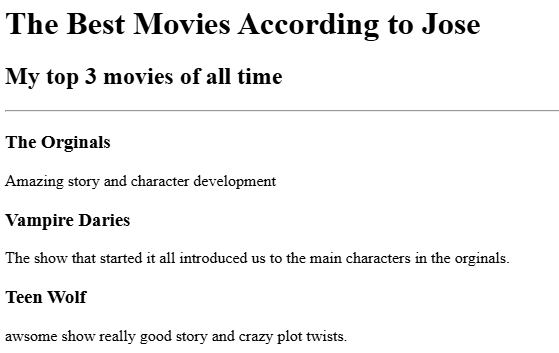 The Best Movies According to Jose
My top 3 movies of all time
The Orginals
Amazing story and character development
Vampire Daries
The show that started it all introduced us to the main characters in the orginals.
Teen Wolf
awsome show really good story and crazy plot twists.